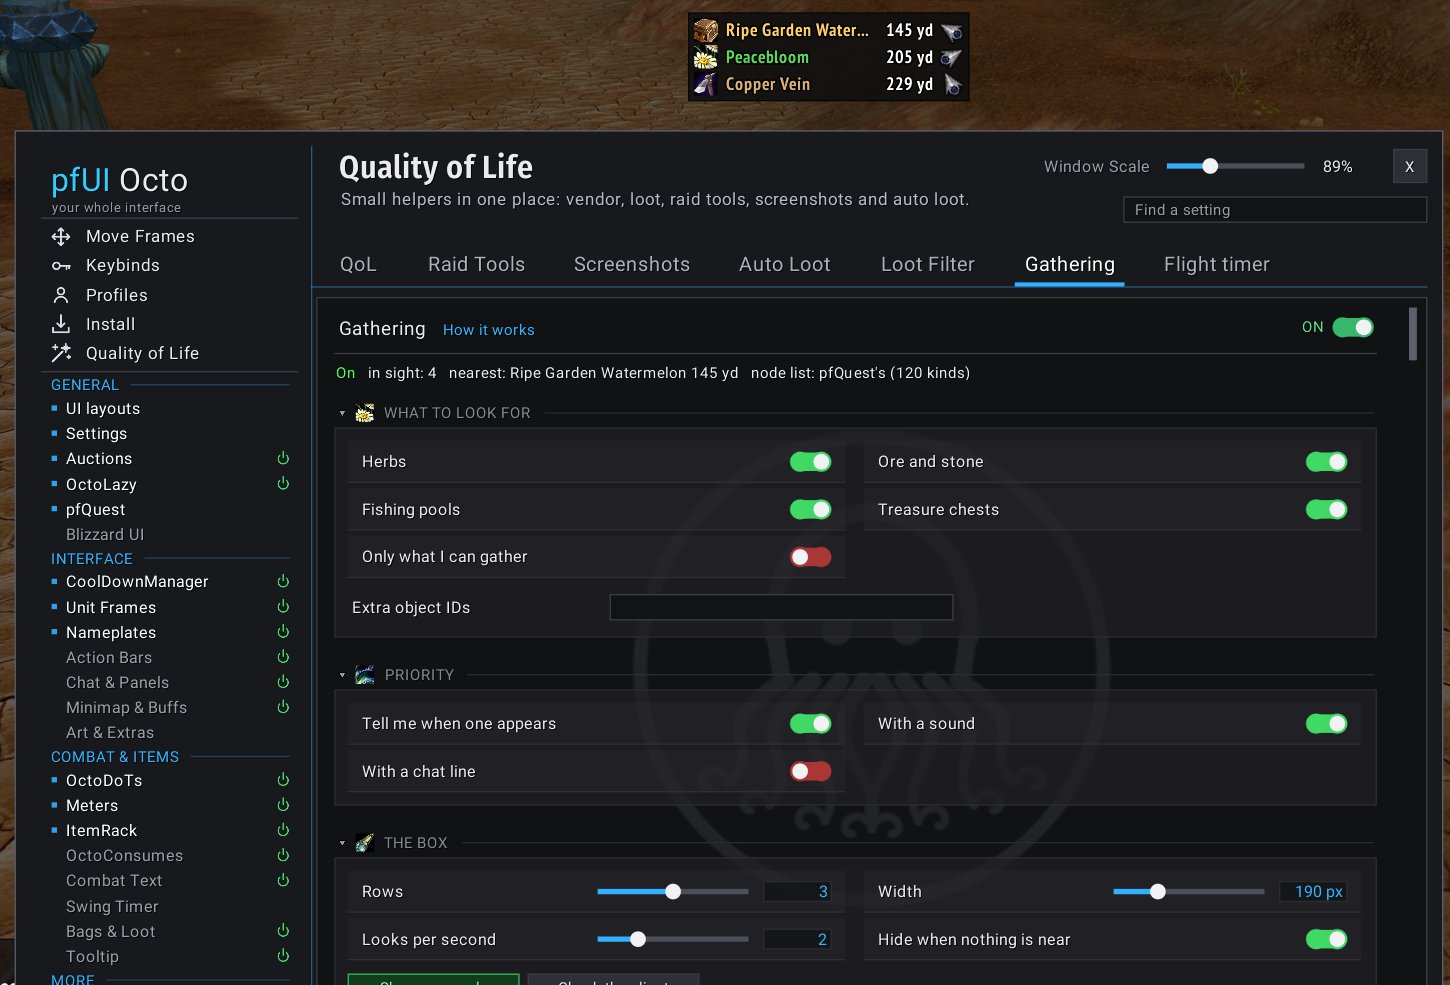 Ripe Garden Water... 145 yd
Peacebloom 205 yd
Copper Vein 229 yd
pfUI Octo
your whole interface
Move Frames
Keybinds
Profiles
Install
Quality of Life
GENERAL
UI layouts
Settings
Auctions
OctoLazy
pfQuest
Blizzard UI
INTERFACE
CoolDownManager
Unit Frames
Nameplates
Action Bars
Chat & Panels
Minimap & Buffs
Art & Extras
COMBAT & ITEMS
OctoDoTs
Meters
ItemRack
OctoConsumes
Combat Text
Swing Timer
Bags & Loot
Tooltip
MORE
Quality of Life
Small helpers in one place: vendor, loot, raid tools, screenshots and auto loot.
Window Scale 89% X
Find a setting
QoL Raid Tools Screenshots Auto Loot Loot Filter Gathering Flight timer
Gathering How it works ON
On in sight: 4 nearest: Ripe Garden Watermelon 145 yd node list: pfQuest's (120 kinds)
WHAT TO LOOK FOR
Herbs Ore and stone
Fishing pools Treasure chests
Only what I can gather
Extra object IDs
PRIORITY
Tell me when one appears With a sound
With a chat line
THE BOX
Rows 3 Width 190 px
Looks per second 2 Hide when nothing is near